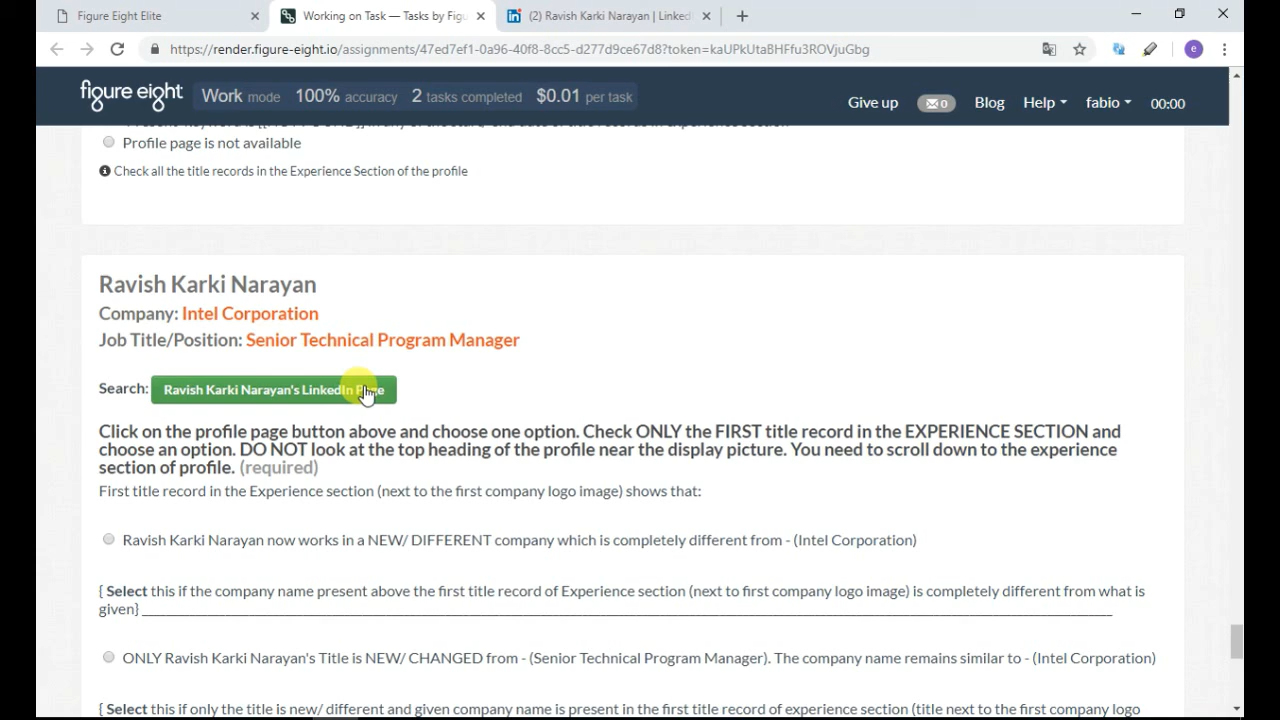 Figure Eight Elite
Working on Task — Tasks by Figu
(2) Ravish Karki Narayan | Linked
https://render.figure-eight.io/assignments/47ed7ef1-0a96-40f8-8cc5-d277d9ce67d8?token=kaUPkUtaBHFfu3ROVjuGbg
e
figure eight
Work mode 100% accuracy 2 tasks completed $0.01 per task
Give up 0 Blog Help fabio 00:00
Profile page is not available
Check all the title records in the Experience Section of the profile
Ravish Karki Narayan
Company: Intel Corporation
Job Title/Position: Senior Technical Program Manager
Search: Ravish Karki Narayan's LinkedIn Page
Click on the profile page button above and choose one option. Check ONLY the FIRST title record in the EXPERIENCE SECTION and
choose an option. DO NOT look at the top heading of the profile near the display picture. You need to scroll down to the experience
section of profile. (required)
First title record in the Experience section (next to the first company logo image) shows that:
Ravish Karki Narayan now works in a NEW/ DIFFERENT company which is completely different from - (Intel Corporation)
{ Select this if the company name present above the first title record of Experience section (next to first company logo image) is completely different from what is
given}
ONLY Ravish Karki Narayan's Title is NEW/ CHANGED from - (Senior Technical Program Manager). The company name remains similar to - (Intel Corporation)
{ Select this if only the title is new/ different and given company name is present in the first title record of experience section (title next to the first company logo